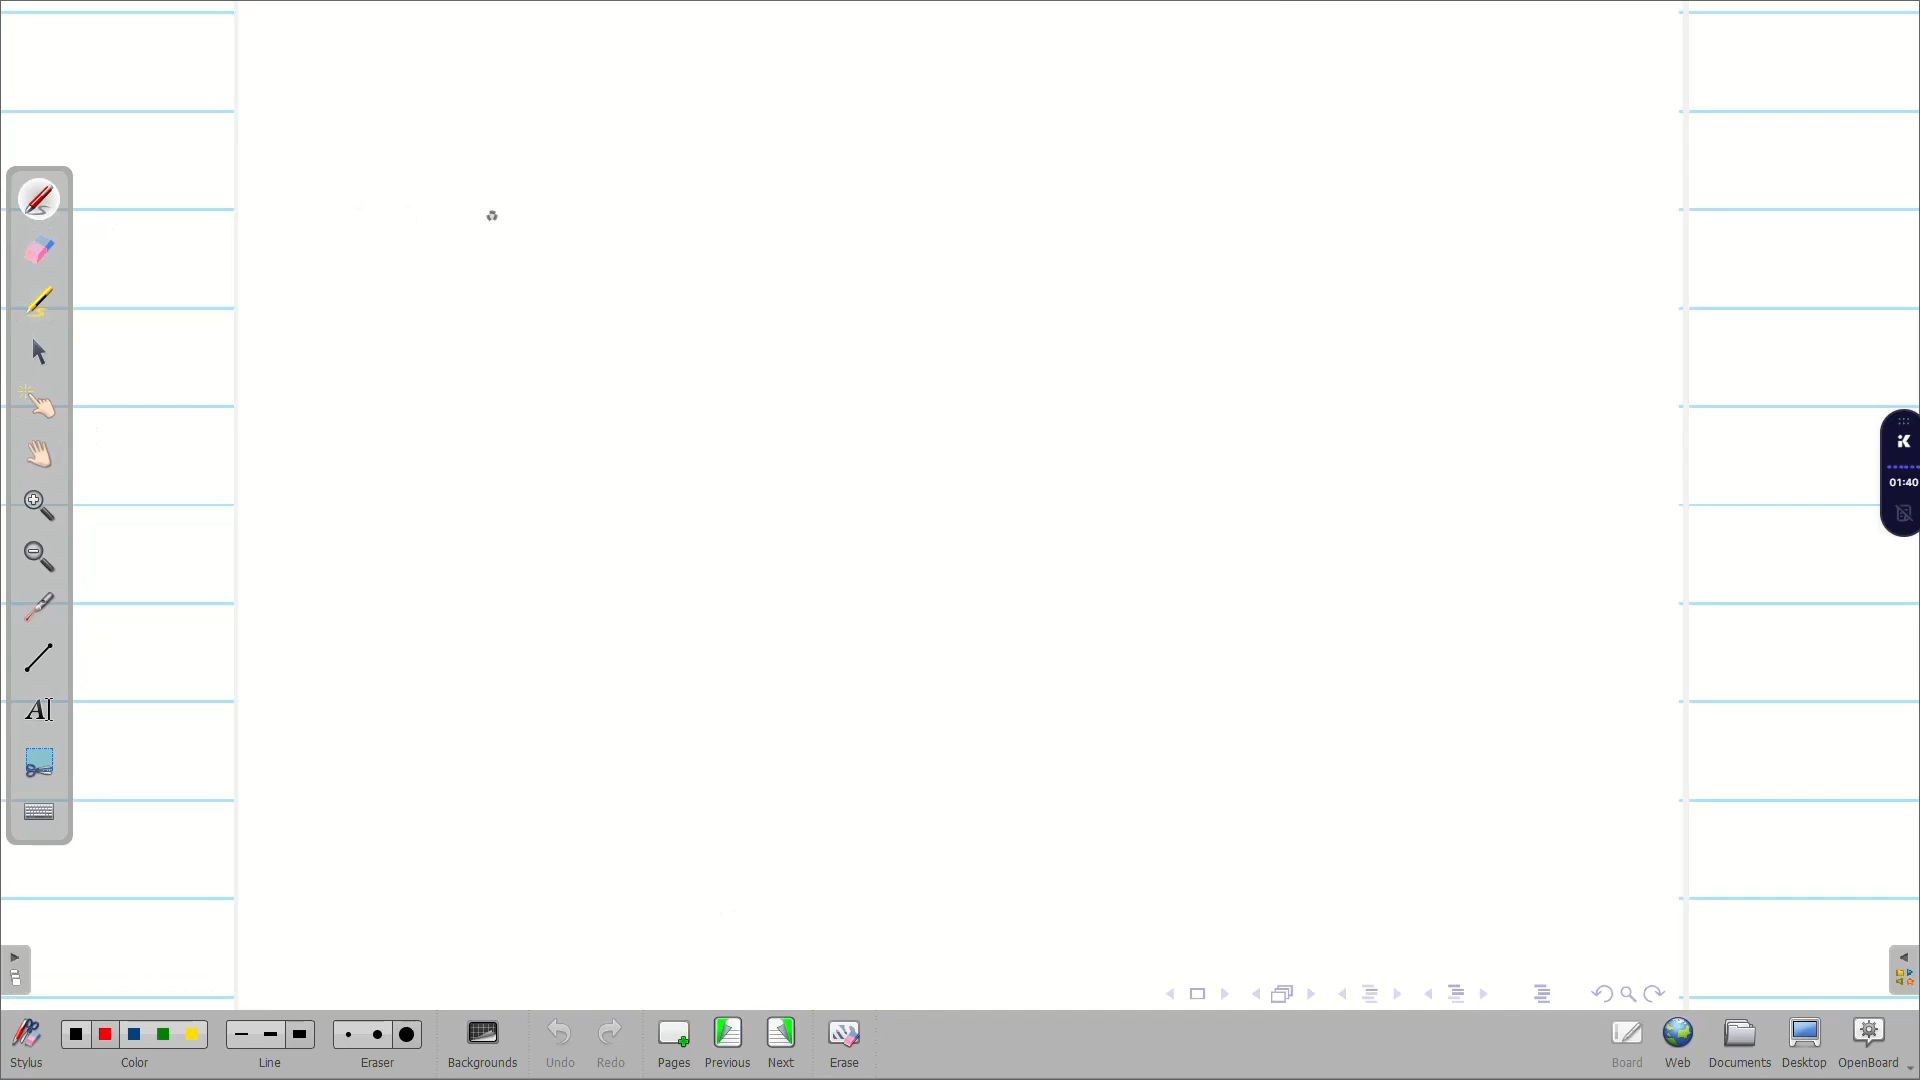 01:40
Stylus
Color
Line
Eraser
Backgrounds
Undo
Redo
Pages
Previous
Next
Erase
Board
Web
Documents
Desktop
OpenBoard